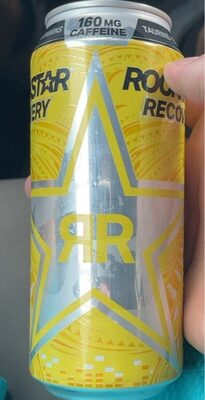 160 MG
CAFFEINE
TAURINE
STAR
ERY
ROCK
RECO
RR